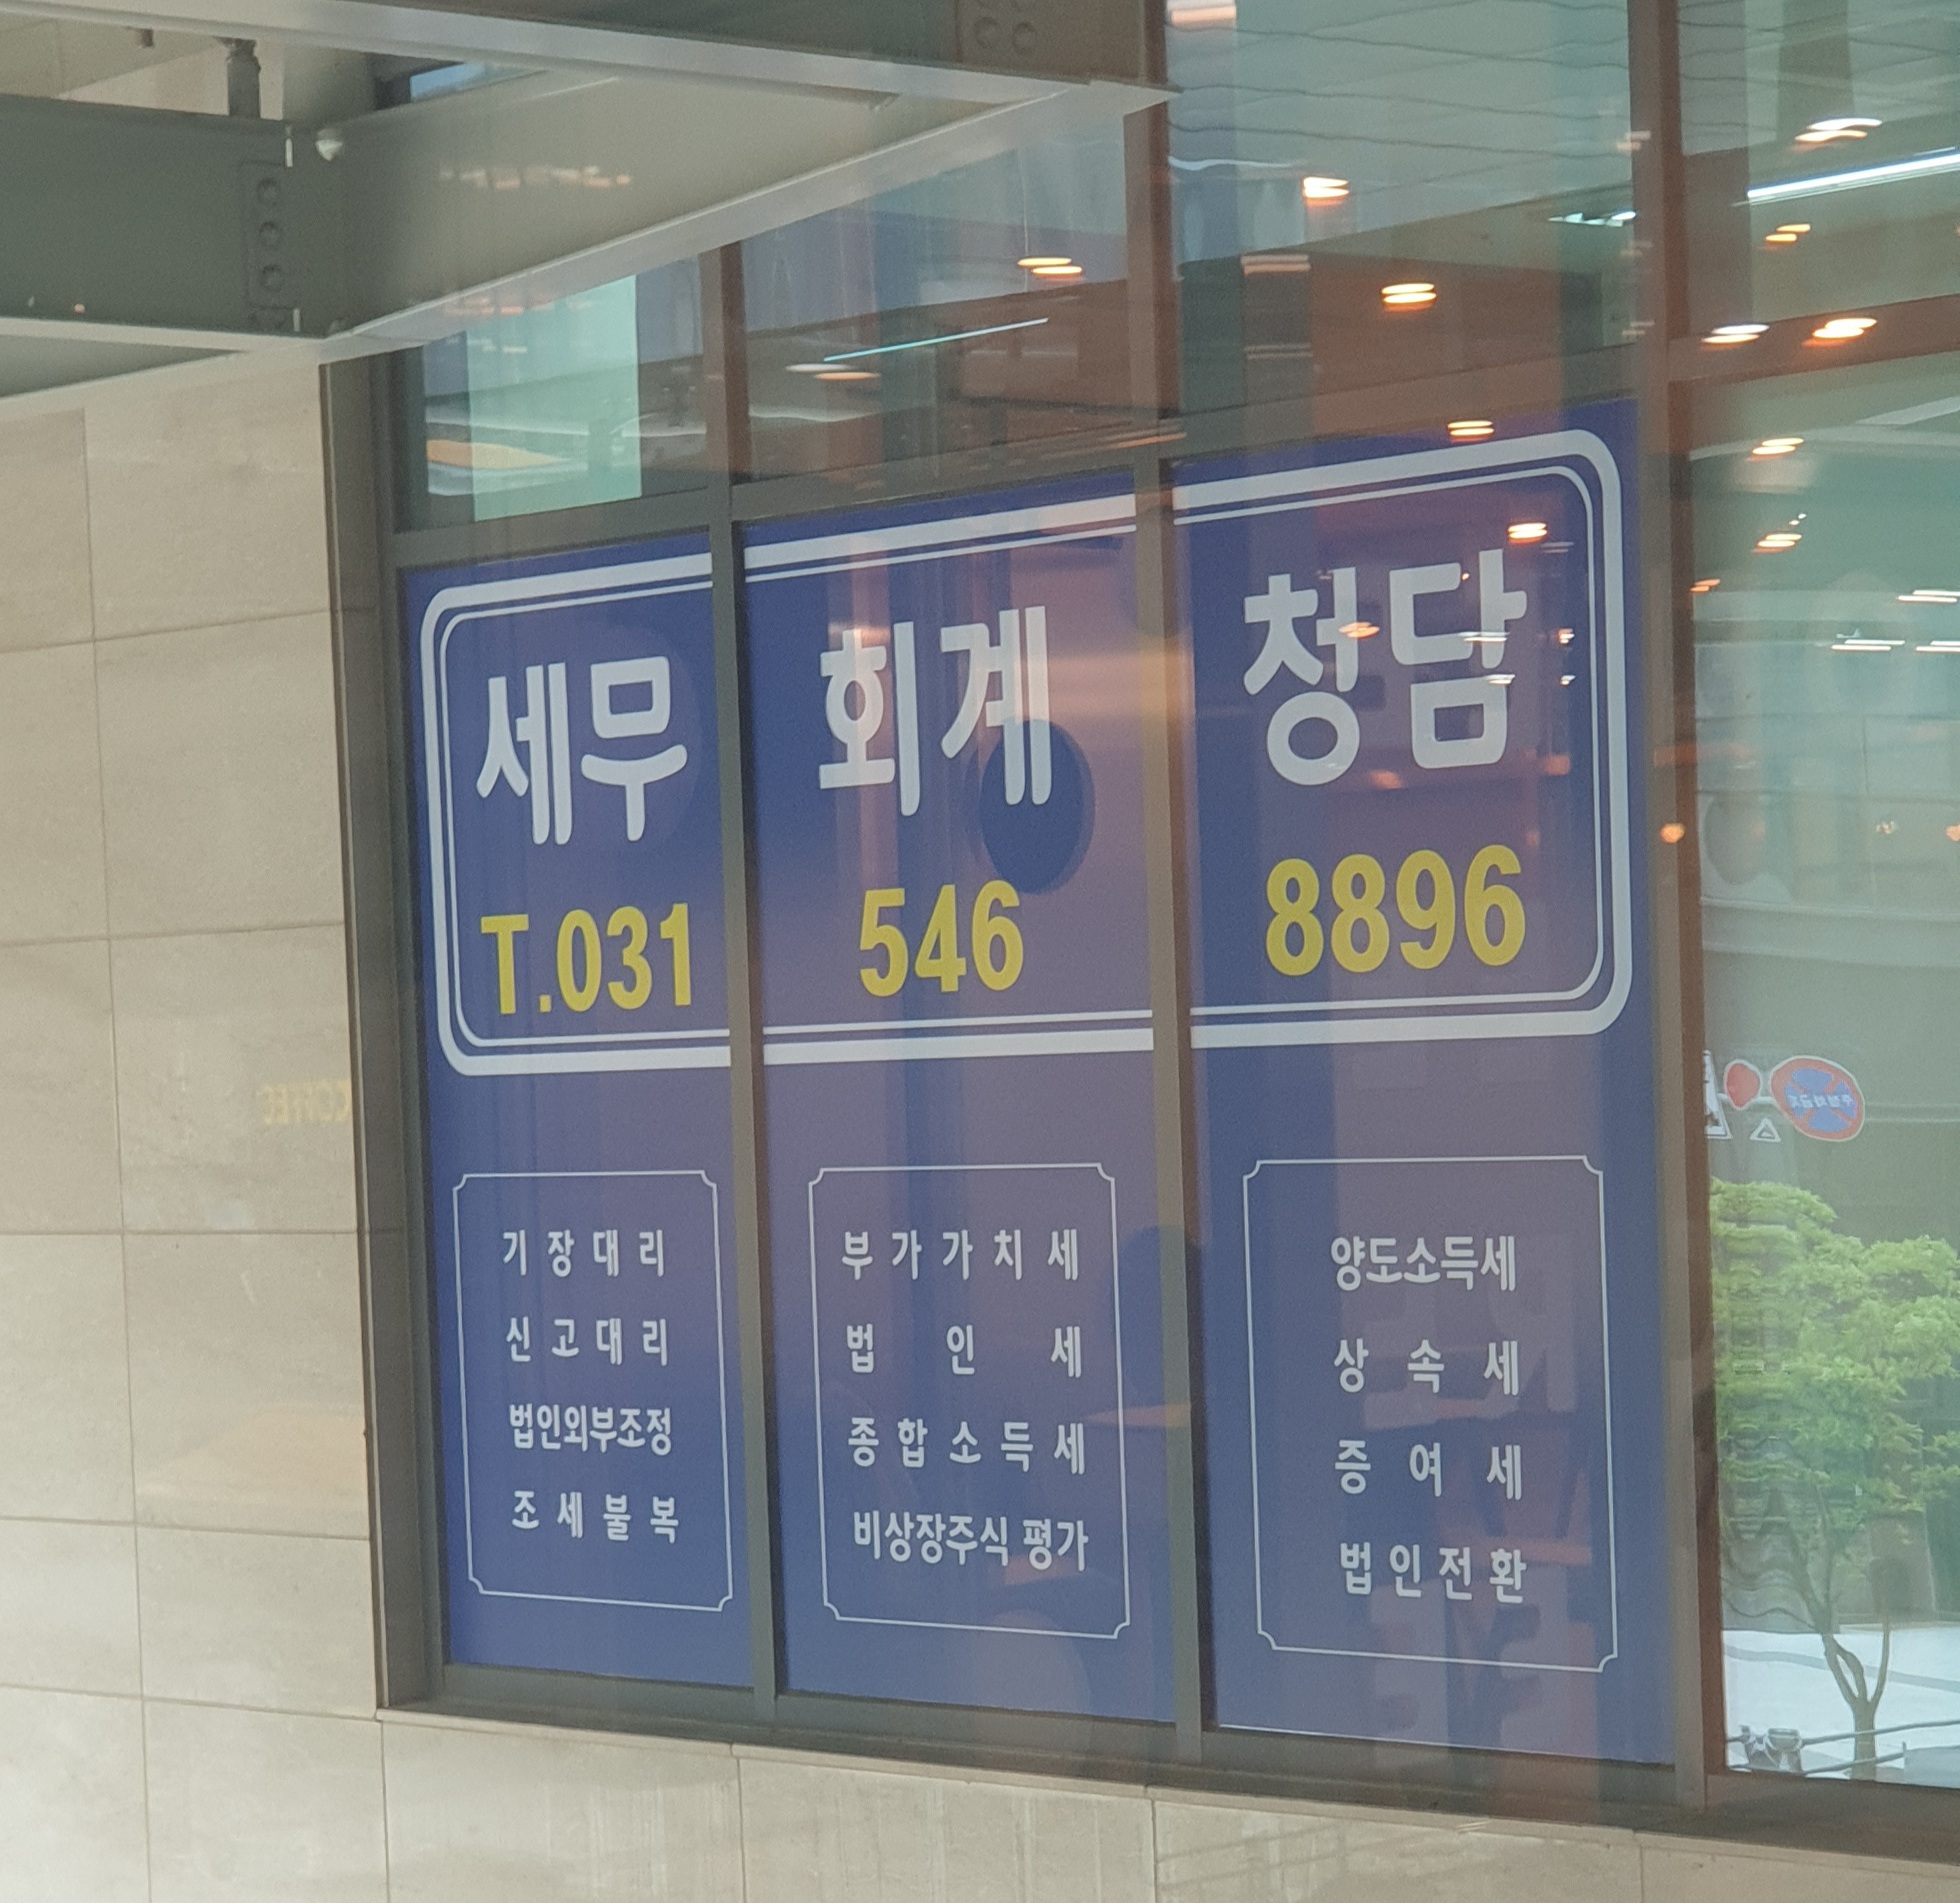 세무 회계 청담
T.031 546 8896
기장대리
신고대리
법인외부조정
조세불복
부가가치세
법인세
종합소득세
비상장주식 평가
양도소득세
상속세
증여세
법인전환